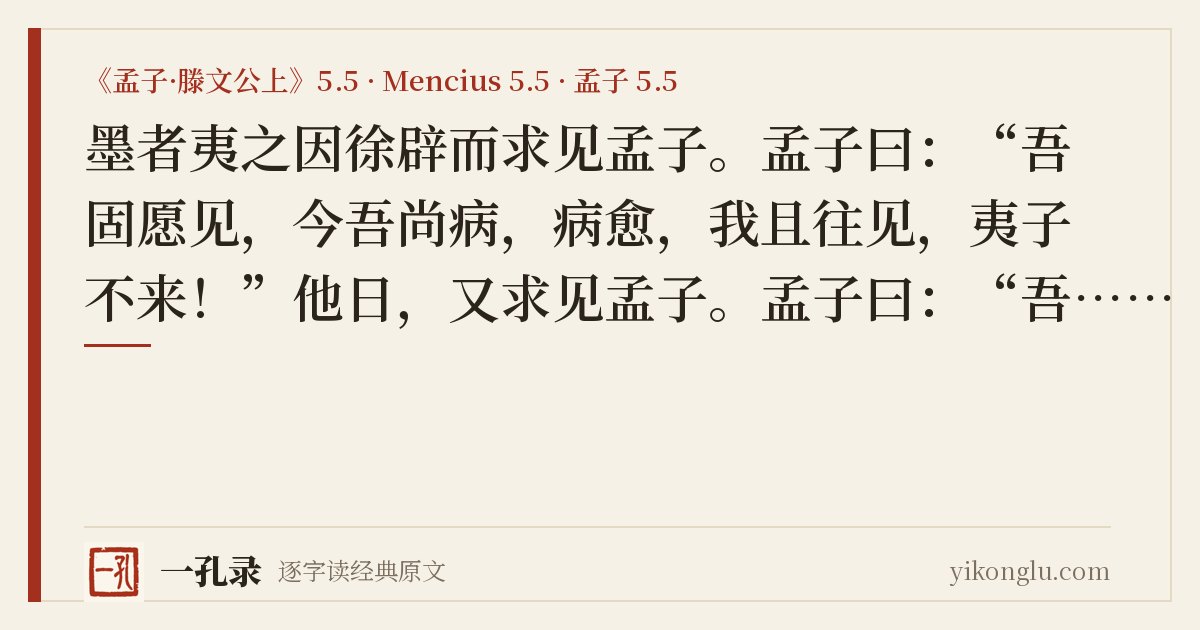 《孟子·滕文公上》5.5 · Mencius 5.5 · 孟子 5.5
墨者夷之因徐辟而求见孟子。孟子曰：“吾
固愿见，今吾尚病，病愈，我且往见，夷子
不来！”他日，又求见孟子。孟子曰：“吾……
一孔
一孔录 逐字读经典原文
yikonglu.com